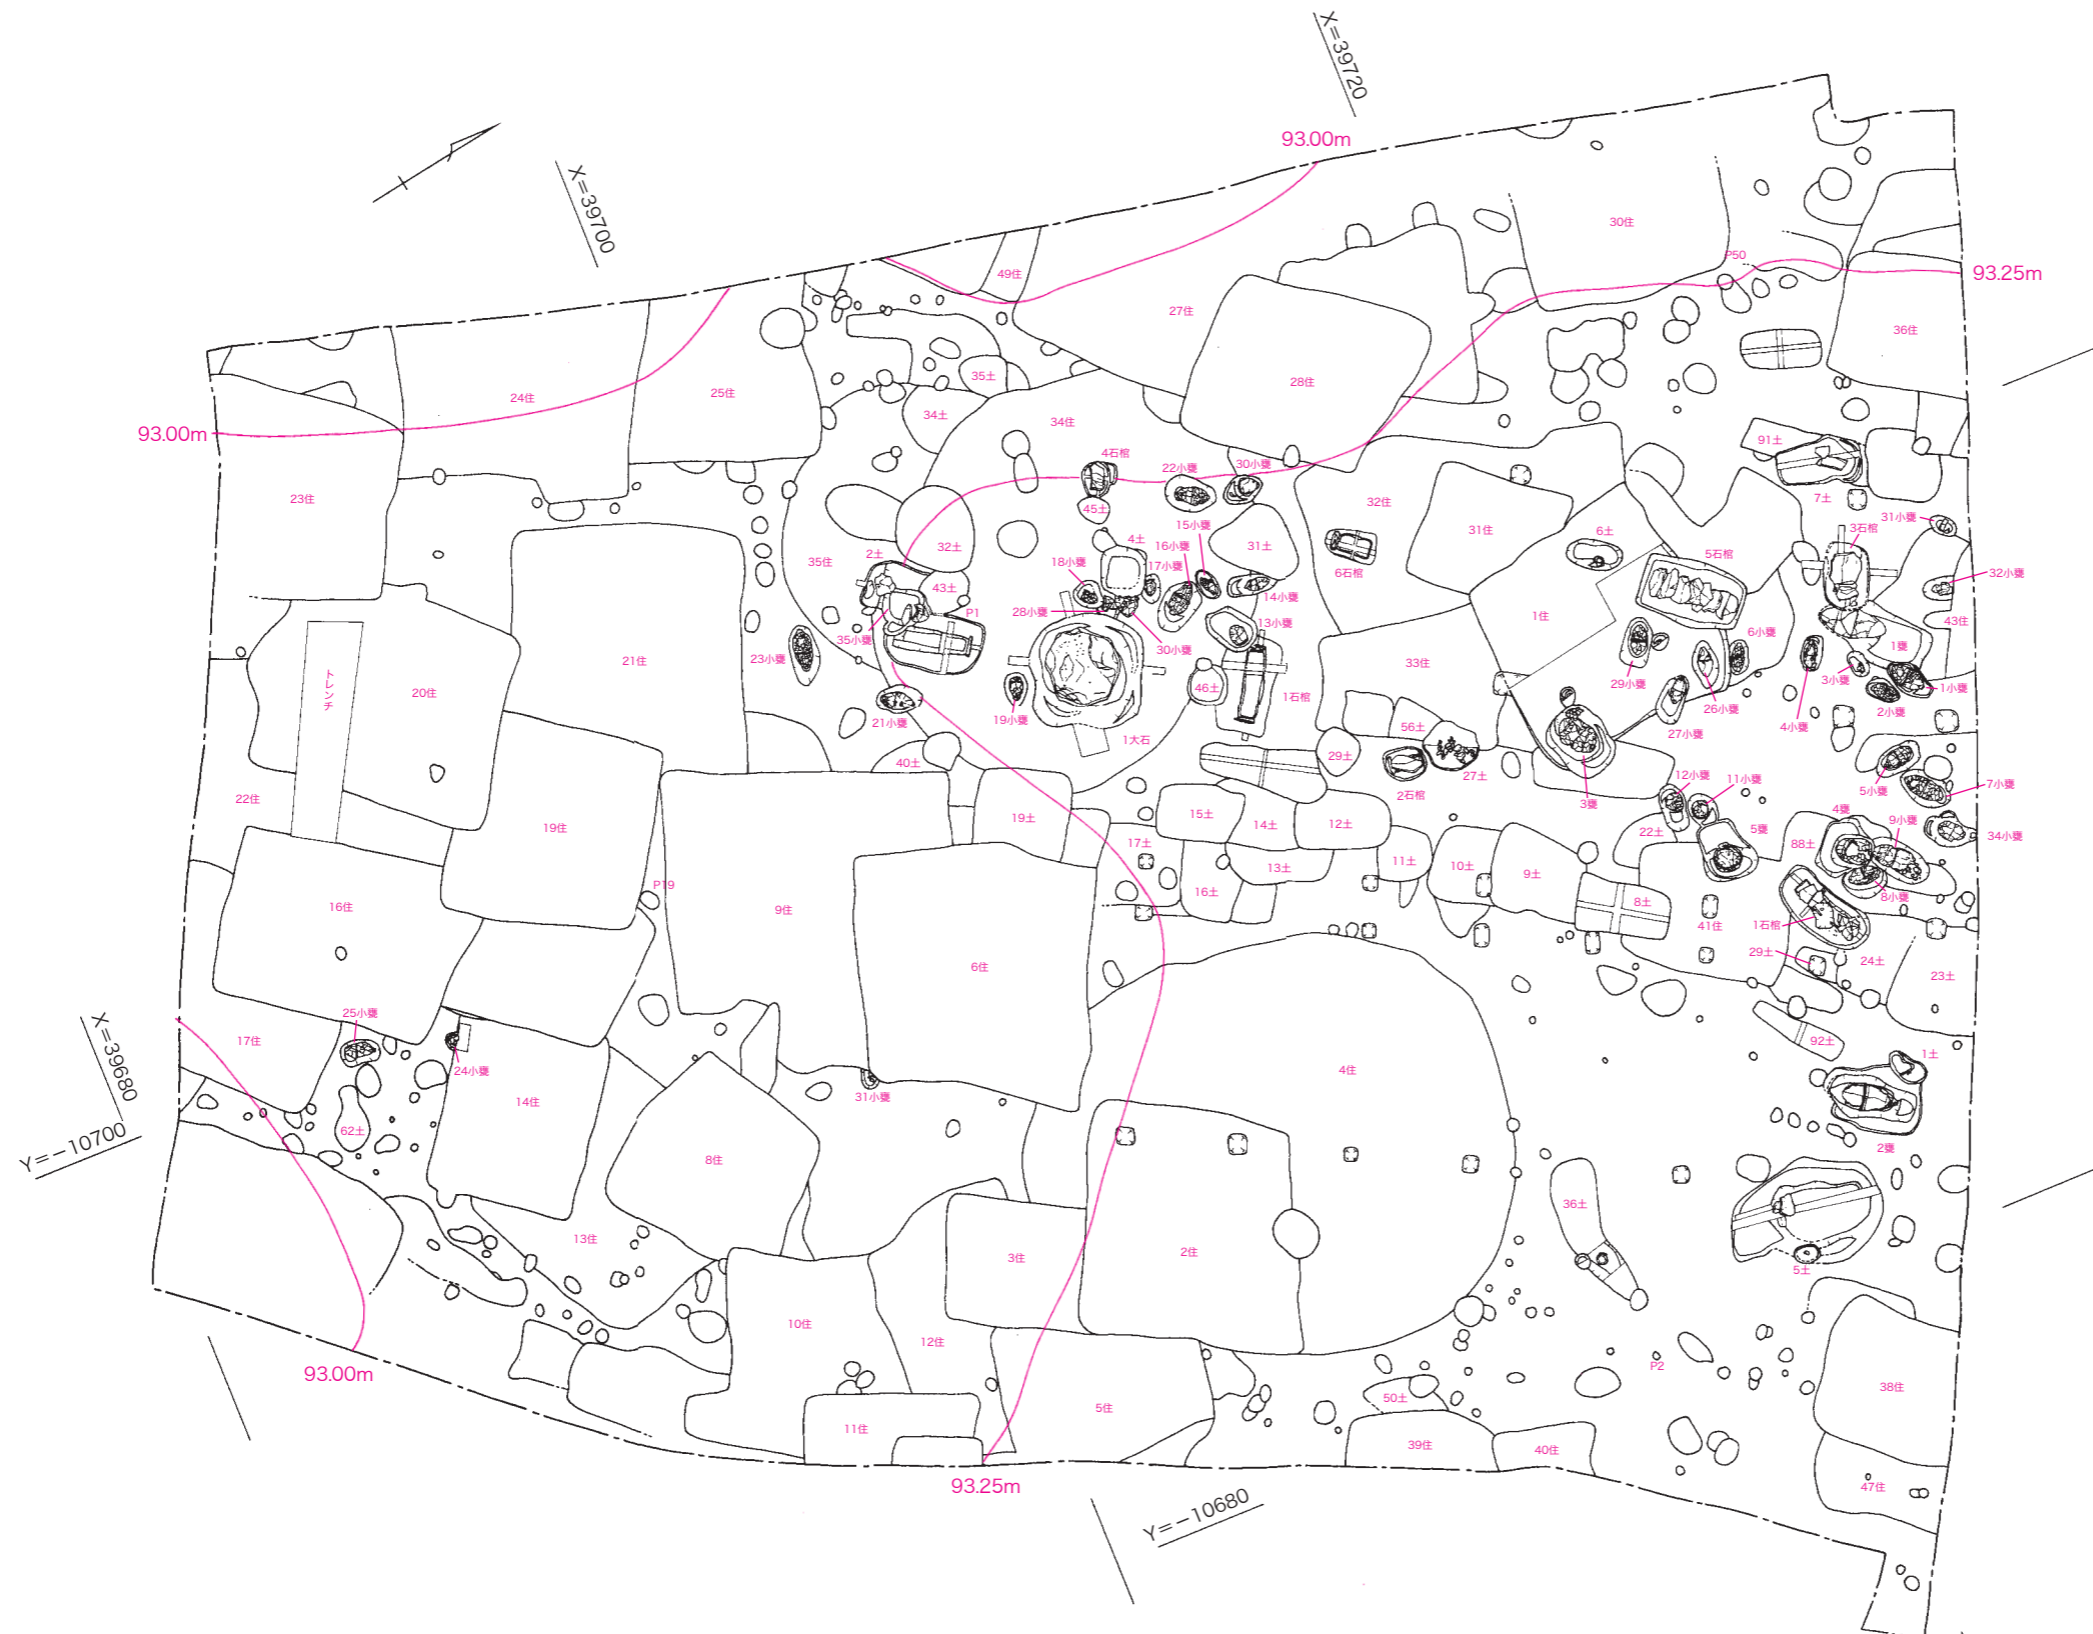 X=39720
93.00m
X=39700
30住
P50
93.25m
49住
27住
36住
28住
24住
25住
35土
93.00m
34土
34住
91土
4石棺
22小甕
30小甕
23住
32住
7土
45土
15小甕
31小甕
3石棺
31住
6土
16小甕
4土
31土
32土
2土
35住
5石棺
18小甕
17小甕
6石棺
32小甕
43土
14小甕
28小甕
P1
1住
43住
35小甕
13小甕
30小甕
6小甕
1甕
21住
23小甕
33住
トレンチ
20住
29小甕
3小甕
46土
1石棺
1小甕
26小甕
2小甕
19小甕
21小甕
4小甕
27小甕
1大石
56土
40土
29土
27土
12小甕
11小甕
7小甕
5小甕
2石棺
22住
3甕
4甕
9小甕
19住
19土
15土
14土
12土
5甕
22土
34小甕
17土
88土
11土
10土
13土
9土
P19
16土
8小甕
16住
9住
8土
41住
1石棺
29土
24土
6住
23土
25小甕
17住
92土
1土
X=39680
24小甕
4住
31小甕
14住
62土
Y=-10700
2甕
8住
36土
13住
3住
2住
5土
10住
12住
P2
93.00m
38住
50土
5住
11住
39住
40住
93.25m
47住
Y=-10680